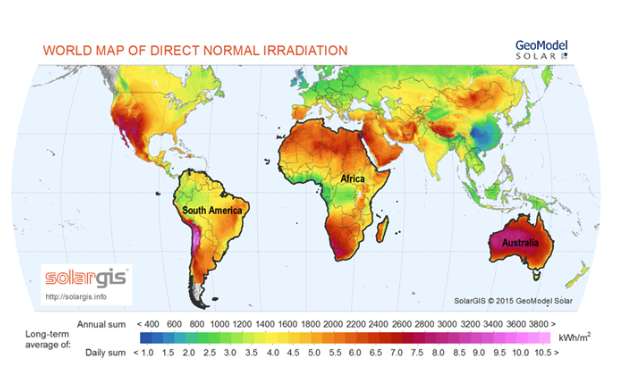 WORLD MAP OF DIRECT NORMAL IRRADIATION
GeoModel
SOLAR
Africa
South America
Australia
solargis
http://solargis.info
SolarGIS © 2015 GeoModel Solar
Long-term
average of:
Annual sum < 400 600 800 1000 1200 1400 1600 1800 2000 2200 2400 2600 2800 3000 3200 3400 3600 3800 >
Daily sum < 1.0 1.5 2.0 2.5 3.0 3.5 4.0 4.5 5.0 5.5 6.0 6.5 7.0 7.5 8.0 8.5 9.0 9.5 10.0 10.5 >
kWh/m²